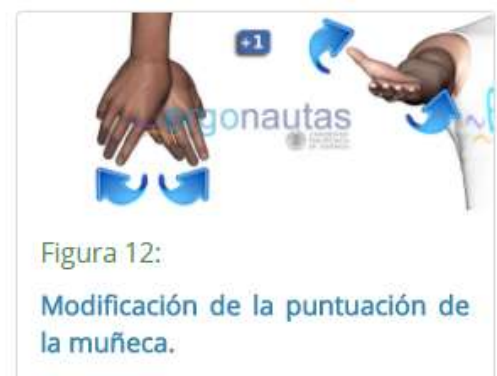 +1
ergonautas
Figura 12:
Modificación de la puntuación de
la muñeca.